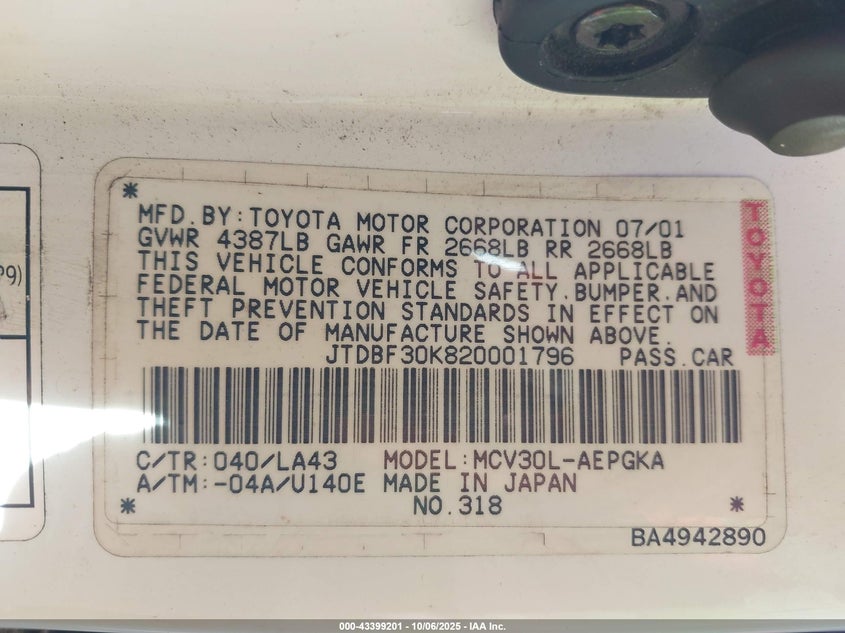 P9)
MFD.BY:TOYOTA MOTOR CORPORATION 07/01
GVWR 4387LB GAWR FR 2668LB RR 2668LB
THIS VEHICLE CONFORMS TO ALL APPLICABLE
FEDERAL MOTOR VEHICLE SAFETY.BUMPER.AND
THEFT PREVENTION STANDARDS IN EFFECT ON
THE DATE OF MANUFACTURE SHOWN ABOVE.
JTDBF30K820001796 PASS.CAR
TOYOTA
C/TR:040/LA43 MODEL:MCV30L-AEPGKA
A/TM:-04A/U140E MADE IN JAPAN
NO.318
BA4942890
000-43399201 - 10/06/2025 - IAA Inc.